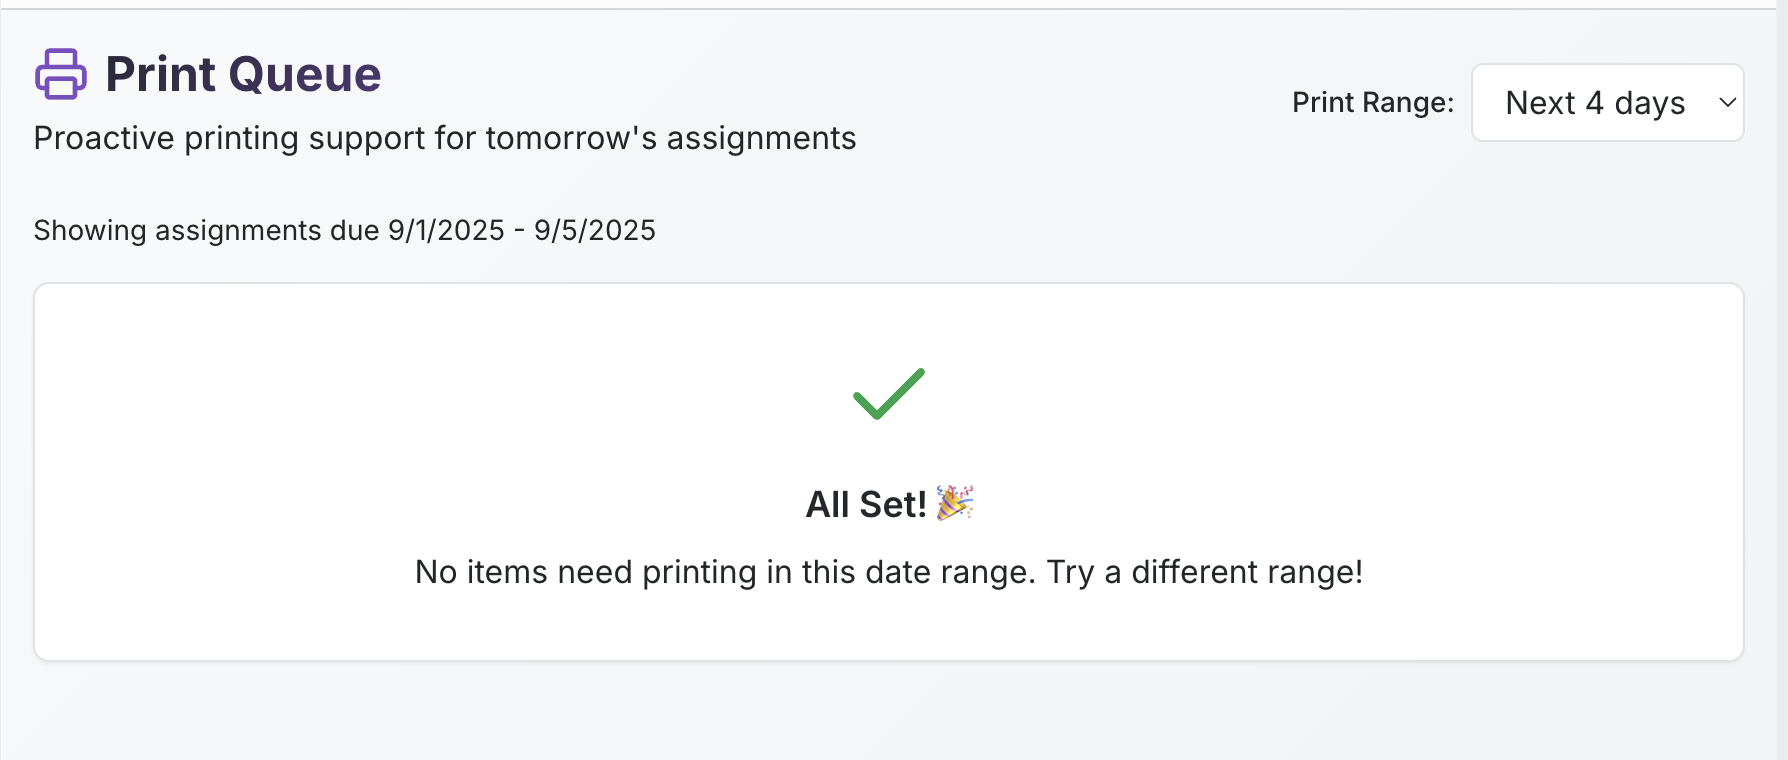 Print Queue
Proactive printing support for tomorrow's assignments
Print Range:
Next 4 days
Showing assignments due 9/1/2025 - 9/5/2025
All Set! 🎉
No items need printing in this date range. Try a different range!